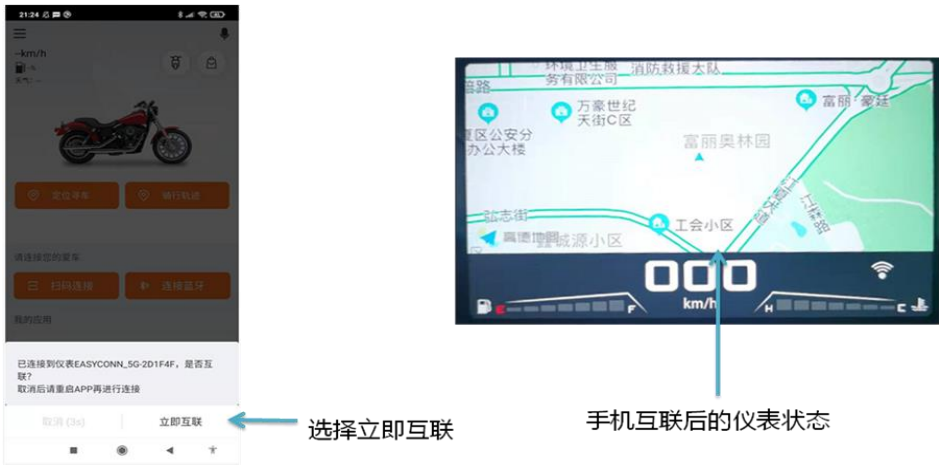 21:24
--km/h
-%
天气: --
定位寻车
骑行轨迹
请连接您的爱车
扫码连接
连接蓝牙
我的应用
已连接到仪表EASYCONN_5G-2D1F4F，是否互
联?
取消后请重启APP再进行连接
取消 (3s)
立即互联
选择立即互联
环境卫生服
务有限公司
消防救援大队
万豪世纪
天街C区
富丽·豪廷
区公安分
办公大楼
富丽奥林园
弘志街
工会小区
高德地图
城源小区
000
km/h
E
F
H
C
手机互联后的仪表状态